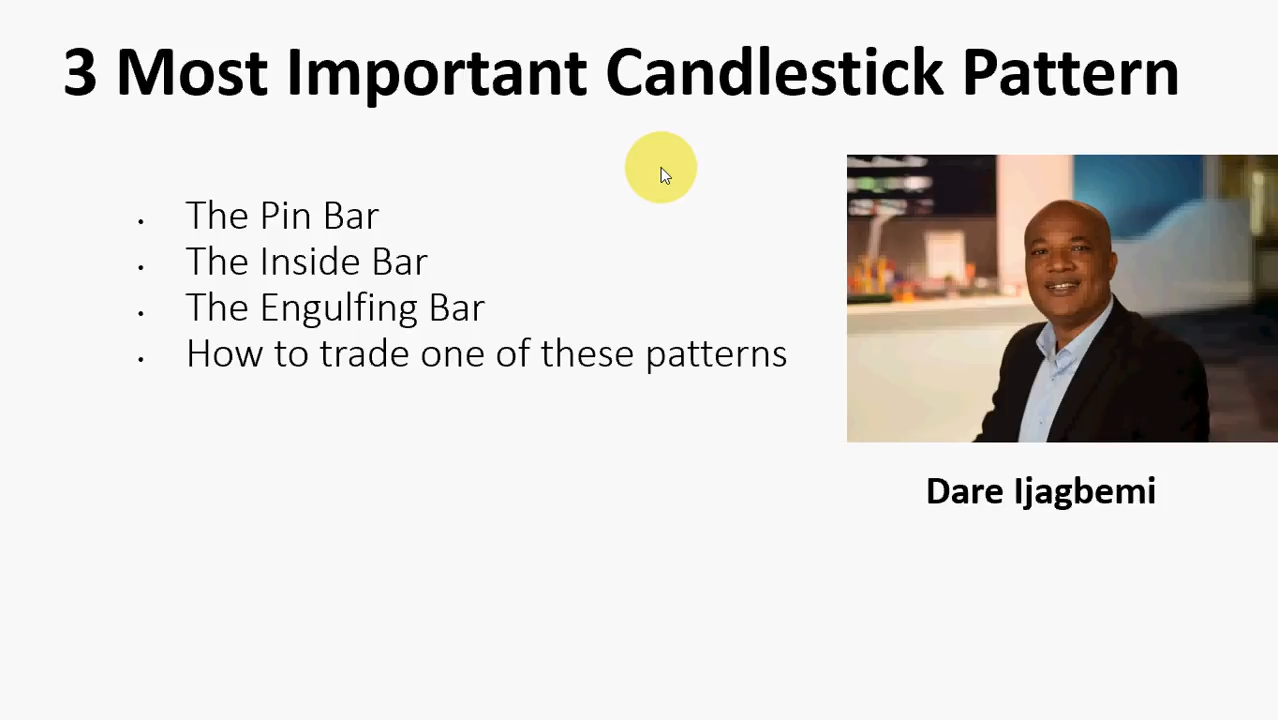 3 Most Important Candlestick Pattern
• The Pin Bar
• The Inside Bar
• The Engulfing Bar
• How to trade one of these patterns
Dare Ijagbemi